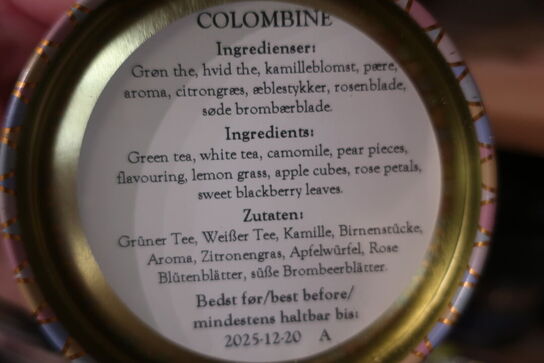 COLOMBINE
Ingredienser:
Grøn the, hvid the, kamilleblomst, pære,
aroma, citrongræs, æblestykker, rosenblade,
søde brombærblade.
Ingredients:
Green tea, white tea, camomile, pear pieces,
flavouring, lemon grass, apple cubes, rose petals,
sweet blackberry leaves.
Zutaten:
Grüner Tee, Weißer Tee, Kamille, Birnenstücke,
Aroma, Zitronengras, Apfelwürfel, Rose
Blütenblätter, süße Brombeerblätter.
Bedst før/best before/
mindestens haltbar bis:
2025-12-20 A